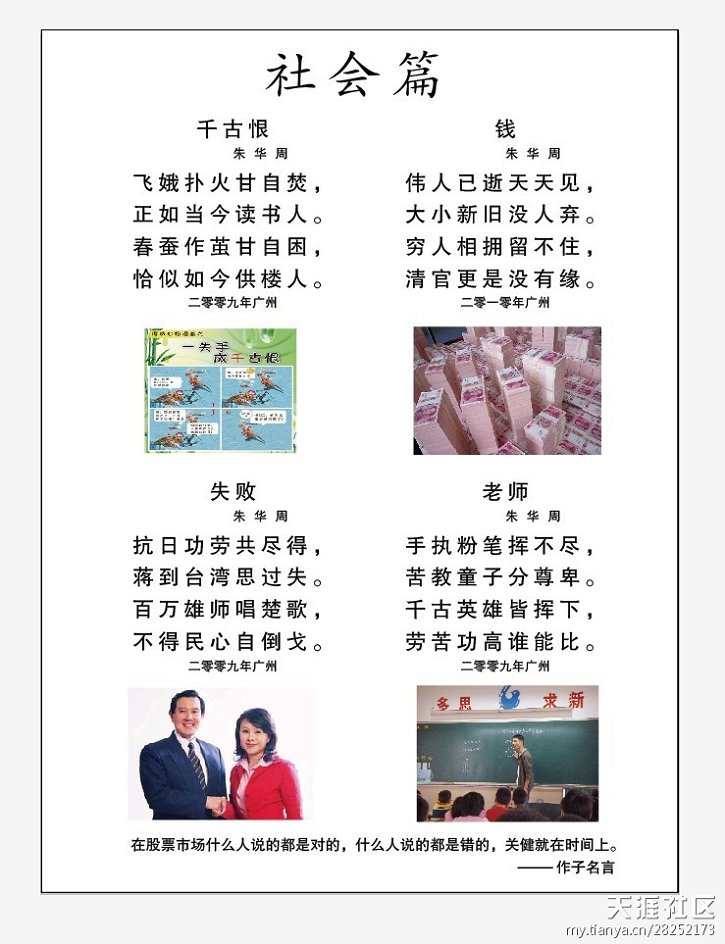 社会篇
千古恨
朱华周
飞娥扑火甘自焚，
正如当今读书人。
春蚕作茧甘自困，
恰似如今供楼人。
二零零九年广州
一失手
成千古恨
钱
朱华周
伟人已逝天天见，
大小新旧没人弃。
穷人相拥留不住，
清官更是没有缘。
二零一零年广州
失败
朱华周
抗日功劳共尽得，
蒋到台湾思过失。
百万雄师唱楚歌，
不得民心自倒戈。
二零零九年广州
老师
朱华周
手执粉笔挥不尽，
苦教童子分尊卑。
千古英雄皆挥下，
劳苦功高谁能比。
二零零九年广州
多思 求新
在股票市场什么人说的都是对的，什么人说的都是错的，关健就在时间上。
——作子名言
天涯社区
my.tianya.cn/28252173